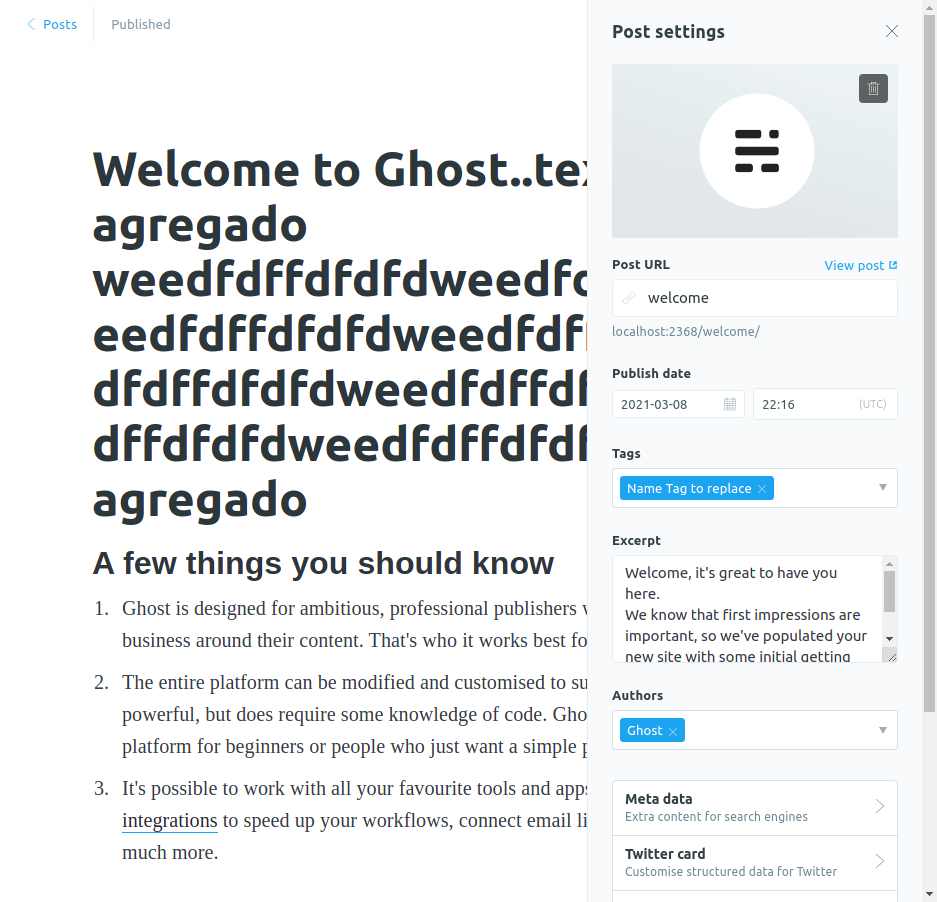 Posts
Published
Welcome to Ghost..tex
agregado
weedfdffdfdfdweedfd
eedfdffdfdfdweedfdff
dfdffdfdfdweedfdffdf
dffdfdfdweedfdffdfdf
agregado
A few things you should know
1. Ghost is designed for ambitious, professional publishers w
business around their content. That's who it works best fo
2. The entire platform can be modified and customised to su
powerful, but does require some knowledge of code. Gho
platform for beginners or people who just want a simple p
3. It's possible to work with all your favourite tools and apps
integrations to speed up your workflows, connect email li
much more.
Post settings
Post URL
View post
welcome
localhost:2368/welcome/
Publish date
2021-03-08
22:16 (UTC)
Tags
Name Tag to replace
Excerpt
Welcome, it's great to have you
here.
We know that first impressions are
important, so we've populated your
new site with some initial getting
Authors
Ghost
Meta data
Extra content for search engines
Twitter card
Customise structured data for Twitter